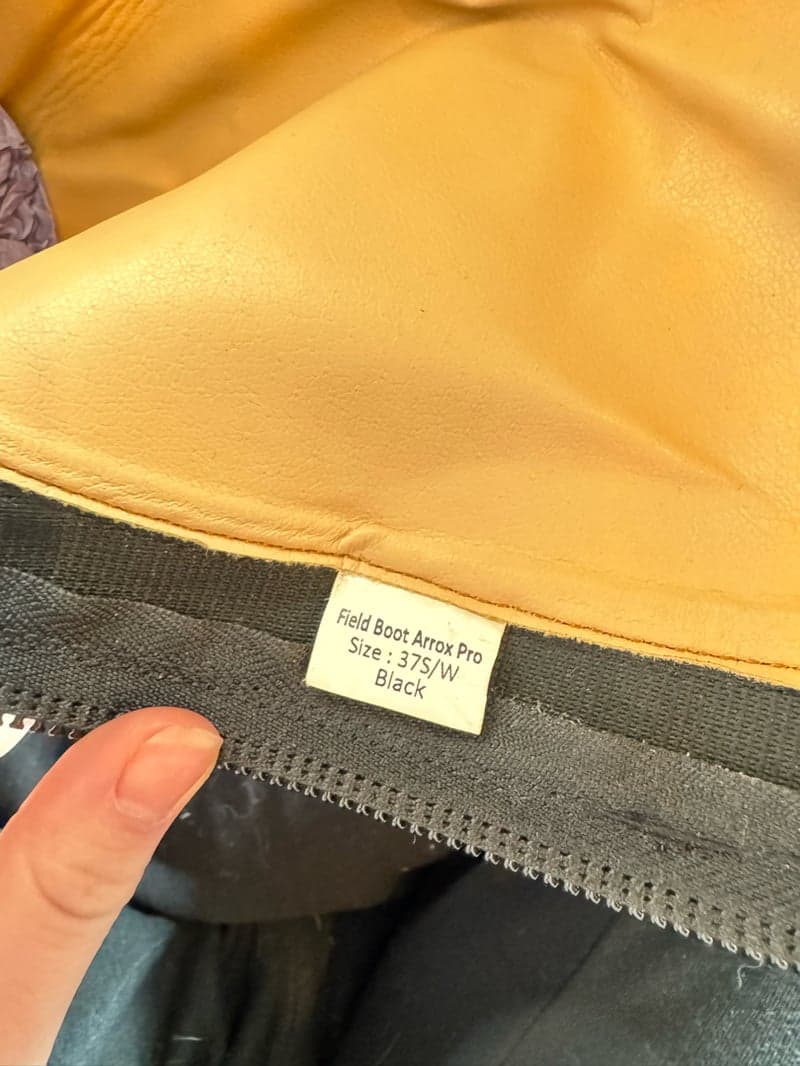 Field Boot Arrox Pro
Size : 37S/W
Black